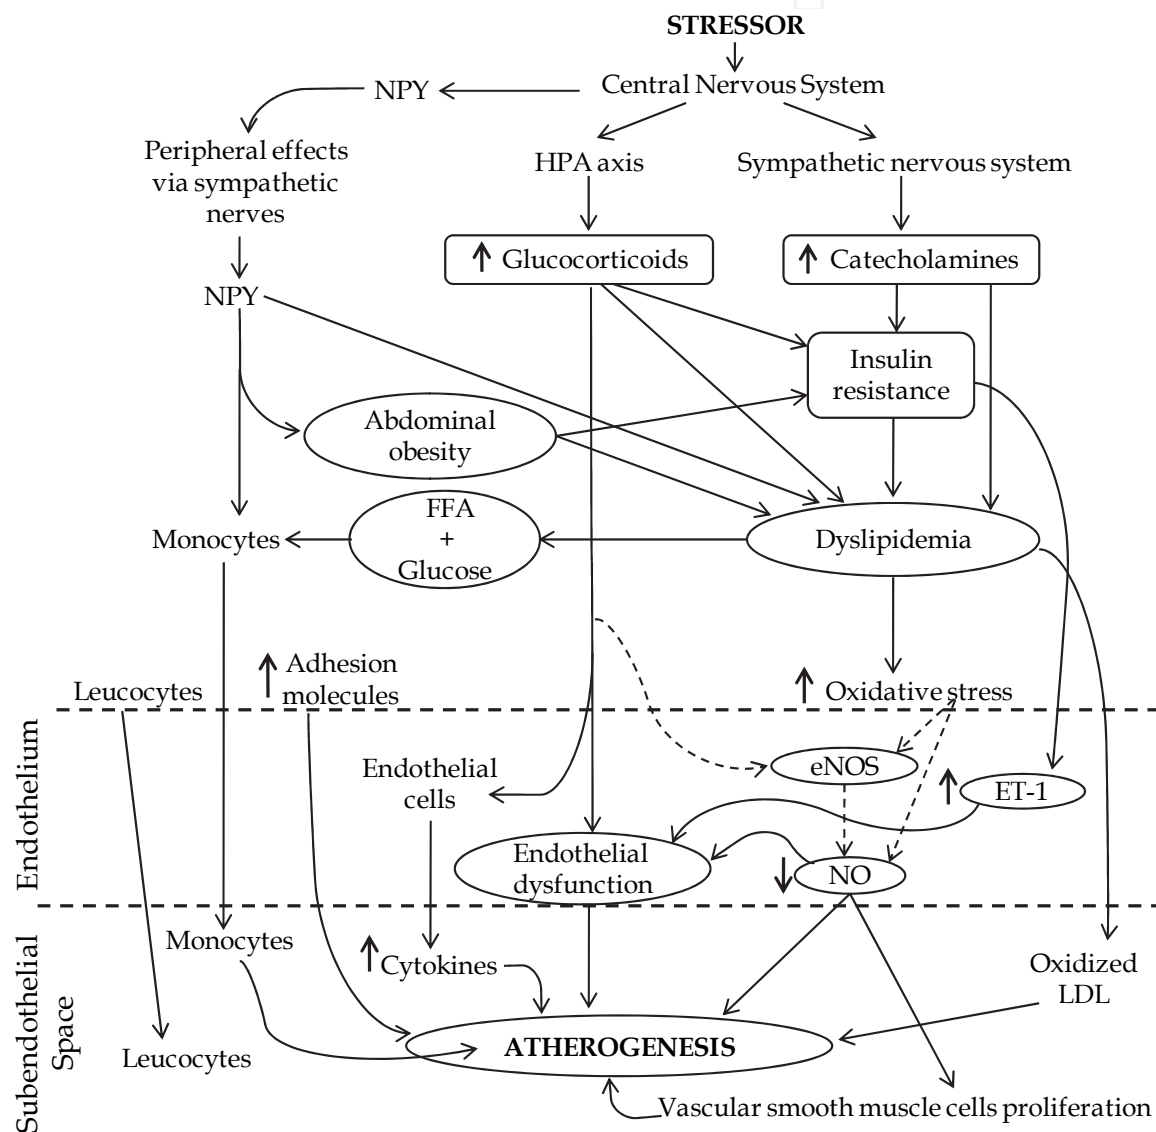 STRESSOR
Central Nervous System
NPY
Peripheral effects
via sympathetic
nerves
HPA axis
Sympathetic nervous system
Glucocorticoids
Catecholamines
NPY
Insulin
resistance
Abdominal
obesity
FFA
+
Glucose
Monocytes
Dyslipidemia
Adhesion
molecules
Leucocytes
Oxidative stress
Endothelium
eNOS
Endothelial
cells
ET-1
Endothelial
dysfunction
NO
Subendothelial
Space
Monocytes
Cytokines
Oxidized
LDL
ATHEROGENESIS
Leucocytes
Vascular smooth muscle cells proliferation